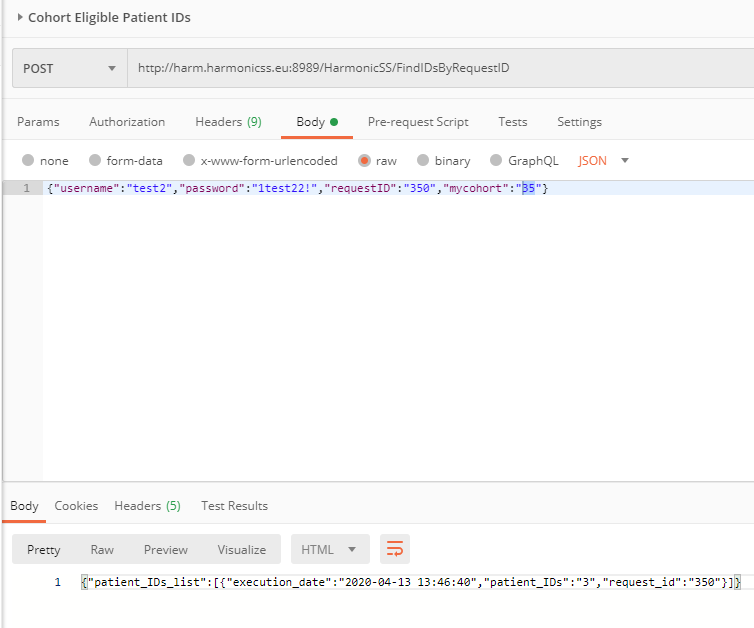 Cohort Eligible Patient IDs
POST http://harm.harmonicss.eu:8989/HarmonicSS/FindIDsByRequestID
Params Authorization Headers (9) Body Pre-request Script Tests Settings
none form-data x-www-form-urlencoded raw binary GraphQL JSON
1 {"username":"test2","password":"1test22!","requestID":"350","mycohort":"35"}
Body Cookies Headers (5) Test Results
Pretty Raw Preview Visualize HTML
1 {"patient_IDs_list":[{"execution_date":"2020-04-13 13:46:40","patient_IDs":"3","request_id":"350"}]}